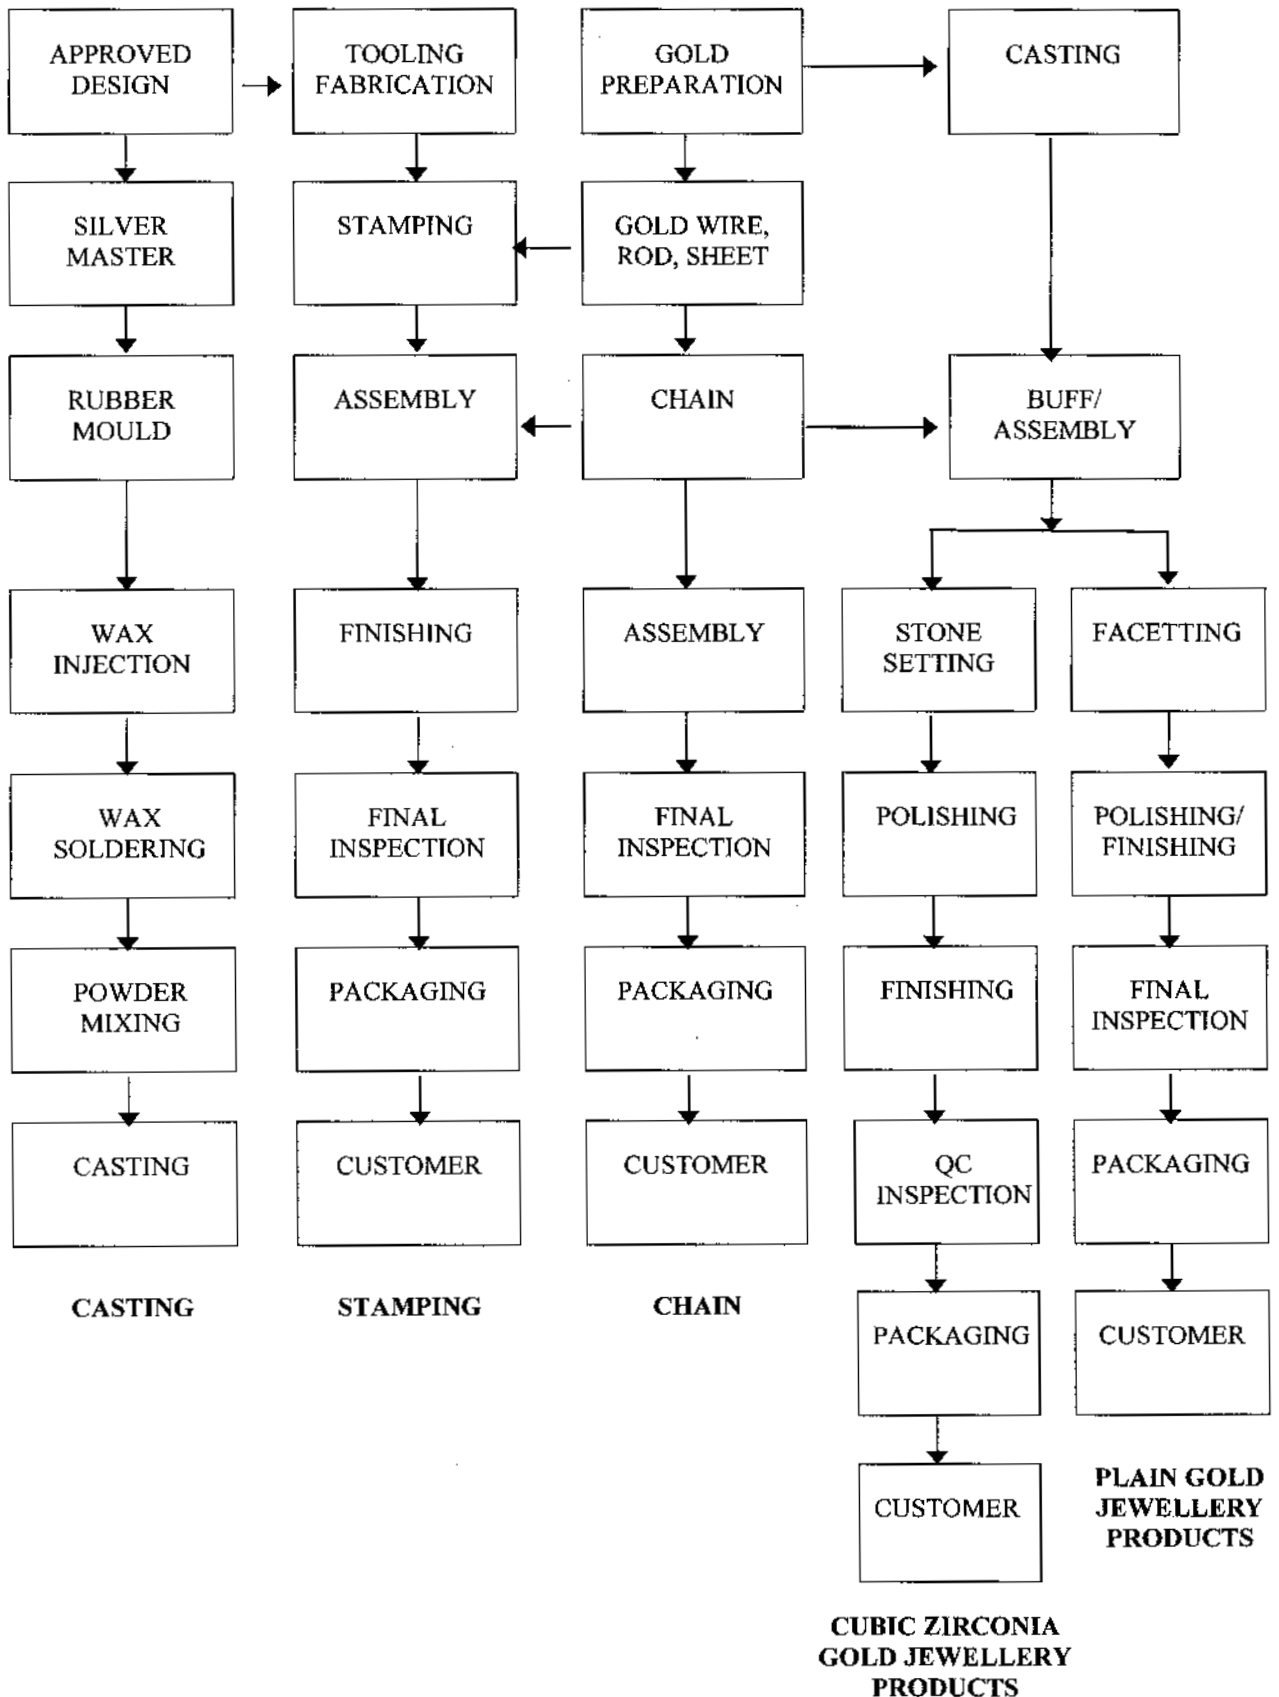 APPROVED
DESIGN
TOOLING
FABRICATION
GOLD
PREPARATION
CASTING
SILVER
MASTER
STAMPING
GOLD WIRE,
ROD, SHEET
RUBBER
MOULD
ASSEMBLY
CHAIN
BUFF/
ASSEMBLY
WAX
INJECTION
FINISHING
ASSEMBLY
STONE
SETTING
FACETTING
WAX
SOLDERING
FINAL
INSPECTION
FINAL
INSPECTION
POLISHING
POLISHING/
FINISHING
POWDER
MIXING
PACKAGING
PACKAGING
FINISHING
FINAL
INSPECTION
CASTING
CUSTOMER
CUSTOMER
QC
INSPECTION
PACKAGING
CASTING
STAMPING
CHAIN
PACKAGING
CUSTOMER
CUSTOMER
PLAIN GOLD
JEWELLERY
PRODUCTS
CUBIC ZIRCONIA
GOLD JEWELLERY
PRODUCTS